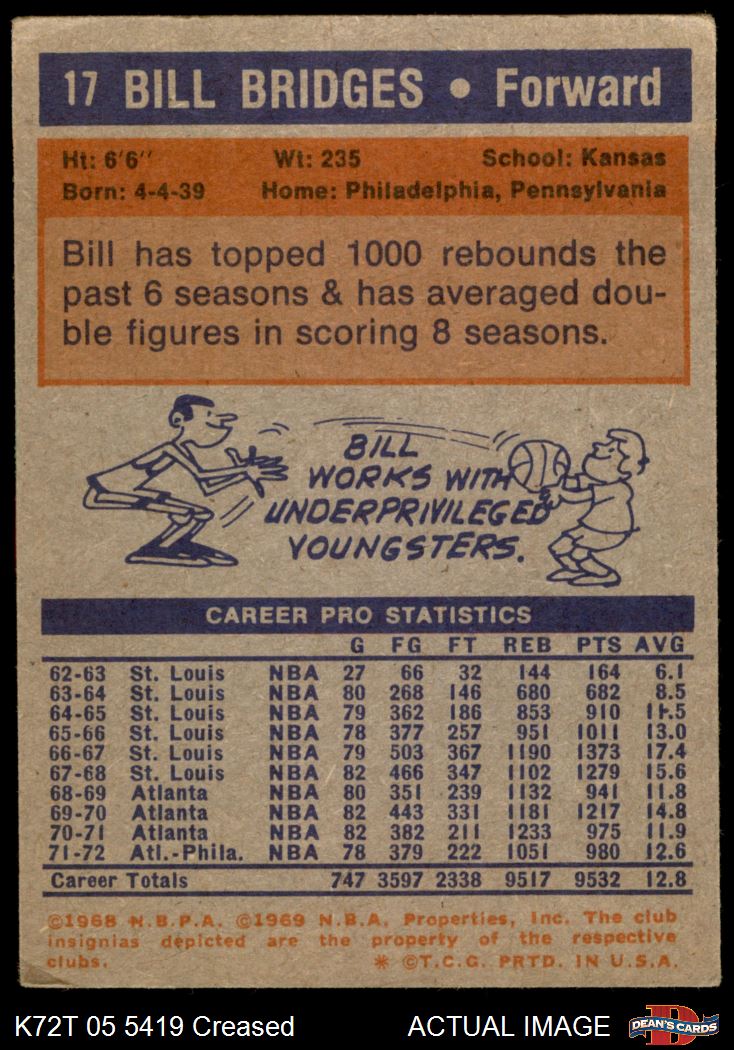 17 BILL BRIDGES • Forward
Ht: 6'6" Wt: 235 School: Kansas
Born: 4-4-39 Home: Philadelphia, Pennsylvania
Bill has topped 1000 rebounds the
past 6 seasons & has averaged dou-
ble figures in scoring 8 seasons.
BILL
WORKS WITH
UNDERPRIVILEGED
YOUNGSTERS.
CAREER PRO STATISTICS
G FG FT REB PTS AVG
62-63 St. Louis NBA 27 66 32 144 164 6.1
63-64 St. Louis NBA 80 268 146 680 682 8.5
64-65 St. Louis NBA 79 362 186 853 910 11.5
65-66 St. Louis NBA 78 377 257 951 1011 13.0
66-67 St. Louis NBA 79 503 367 1190 1373 17.4
67-68 St. Louis NBA 82 466 347 1102 1279 15.6
68-69 Atlanta NBA 80 351 239 1132 941 11.8
69-70 Atlanta NBA 82 443 331 1181 1217 14.8
70-71 Atlanta NBA 82 382 211 1233 975 11.9
71-72 Atl.-Phila. NBA 78 379 222 1051 980 12.6
Career Totals 747 3597 2338 9517 9532 12.8
©1968 N.B.P.A. ©1969 N.B.A. Properties, Inc. The club
insignias depicted are the property of the respective
clubs. * ©T.C.G. PRTD. IN U.S.A.
K72T 05 5419 Creased ACTUAL IMAGE DEAN'S CARDS